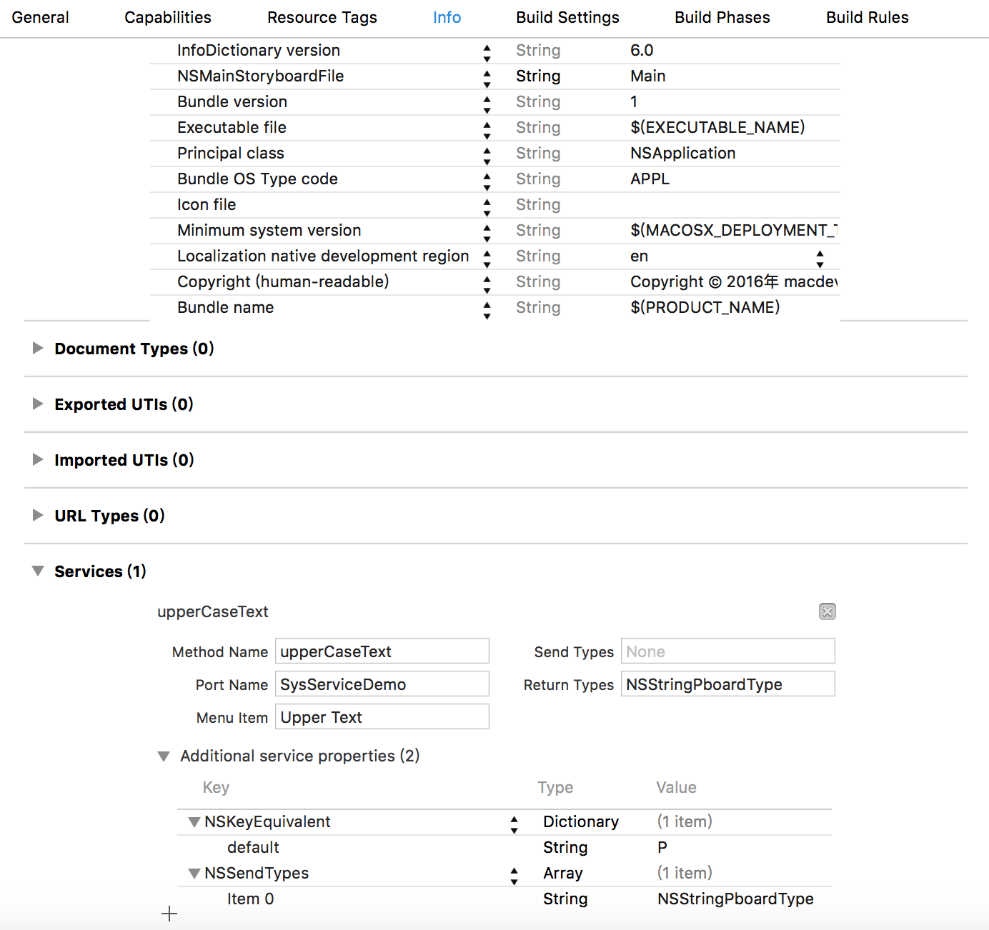 General Capabilities Resource Tags Info Build Settings Build Phases Build Rules
InfoDictionary version String 6.0
NSMainStoryboardFile String Main
Bundle version String 1
Executable file String $(EXECUTABLE_NAME)
Principal class String NSApplication
Bundle OS Type code String APPL
Icon file String
Minimum system version String $(MACOSX_DEPLOYMENT_
Localization native development region String en
Copyright (human-readable) String Copyright © 2016年 macdev
Bundle name String $(PRODUCT_NAME)
Document Types (0)
Exported UTIs (0)
Imported UTIs (0)
URL Types (0)
Services (1)
upperCaseText
Method Name upperCaseText Send Types None
Port Name SysServiceDemo Return Types NSStringPboardType
Menu Item Upper Text
Additional service properties (2)
Key Type Value
NSKeyEquivalent Dictionary (1 item)
default String P
NSSendTypes Array (1 item)
Item 0 String NSStringPboardType